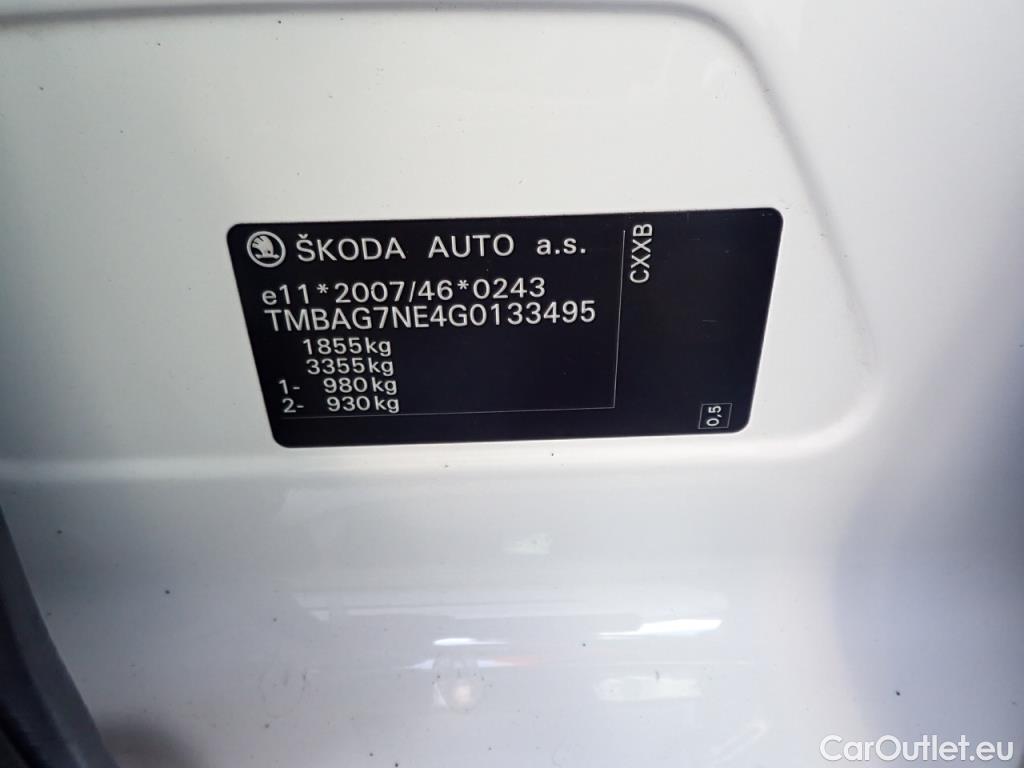 ŠKODA AUTO a.s.
e11*2007/46*0243
TMBAG7NE4G0133495
1855kg
3355kg
1- 980kg
2- 930kg
CXXB
0,5
CarOutlet.eu